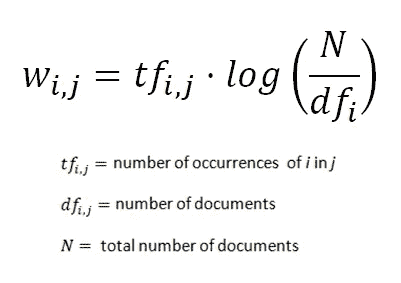 w_{i,j} = tf_{i,j} · log (N / df_i)
tf_{i,j} = number of occurrences of i in j
df_{i,j} = number of documents
N = total number of documents